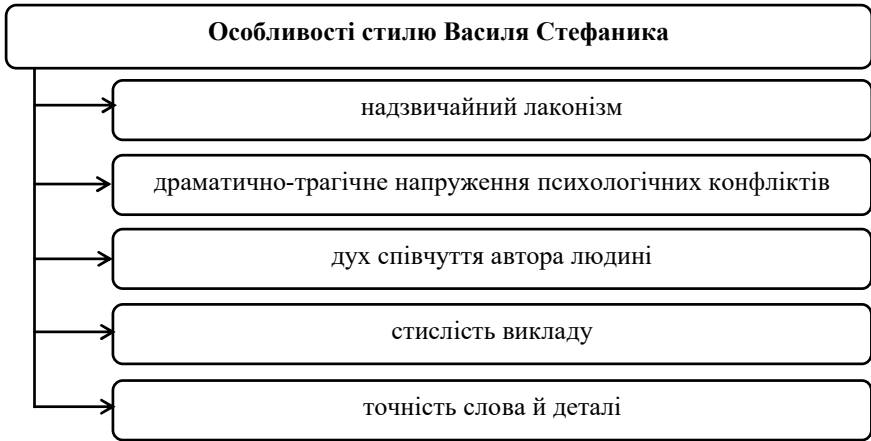 Особливості стилю Василя Стефаника
надзвичайний лаконізм
драматично-трагічне напруження психологічних конфліктів
дух співчуття автора людині
стислість викладу
точність слова й деталі